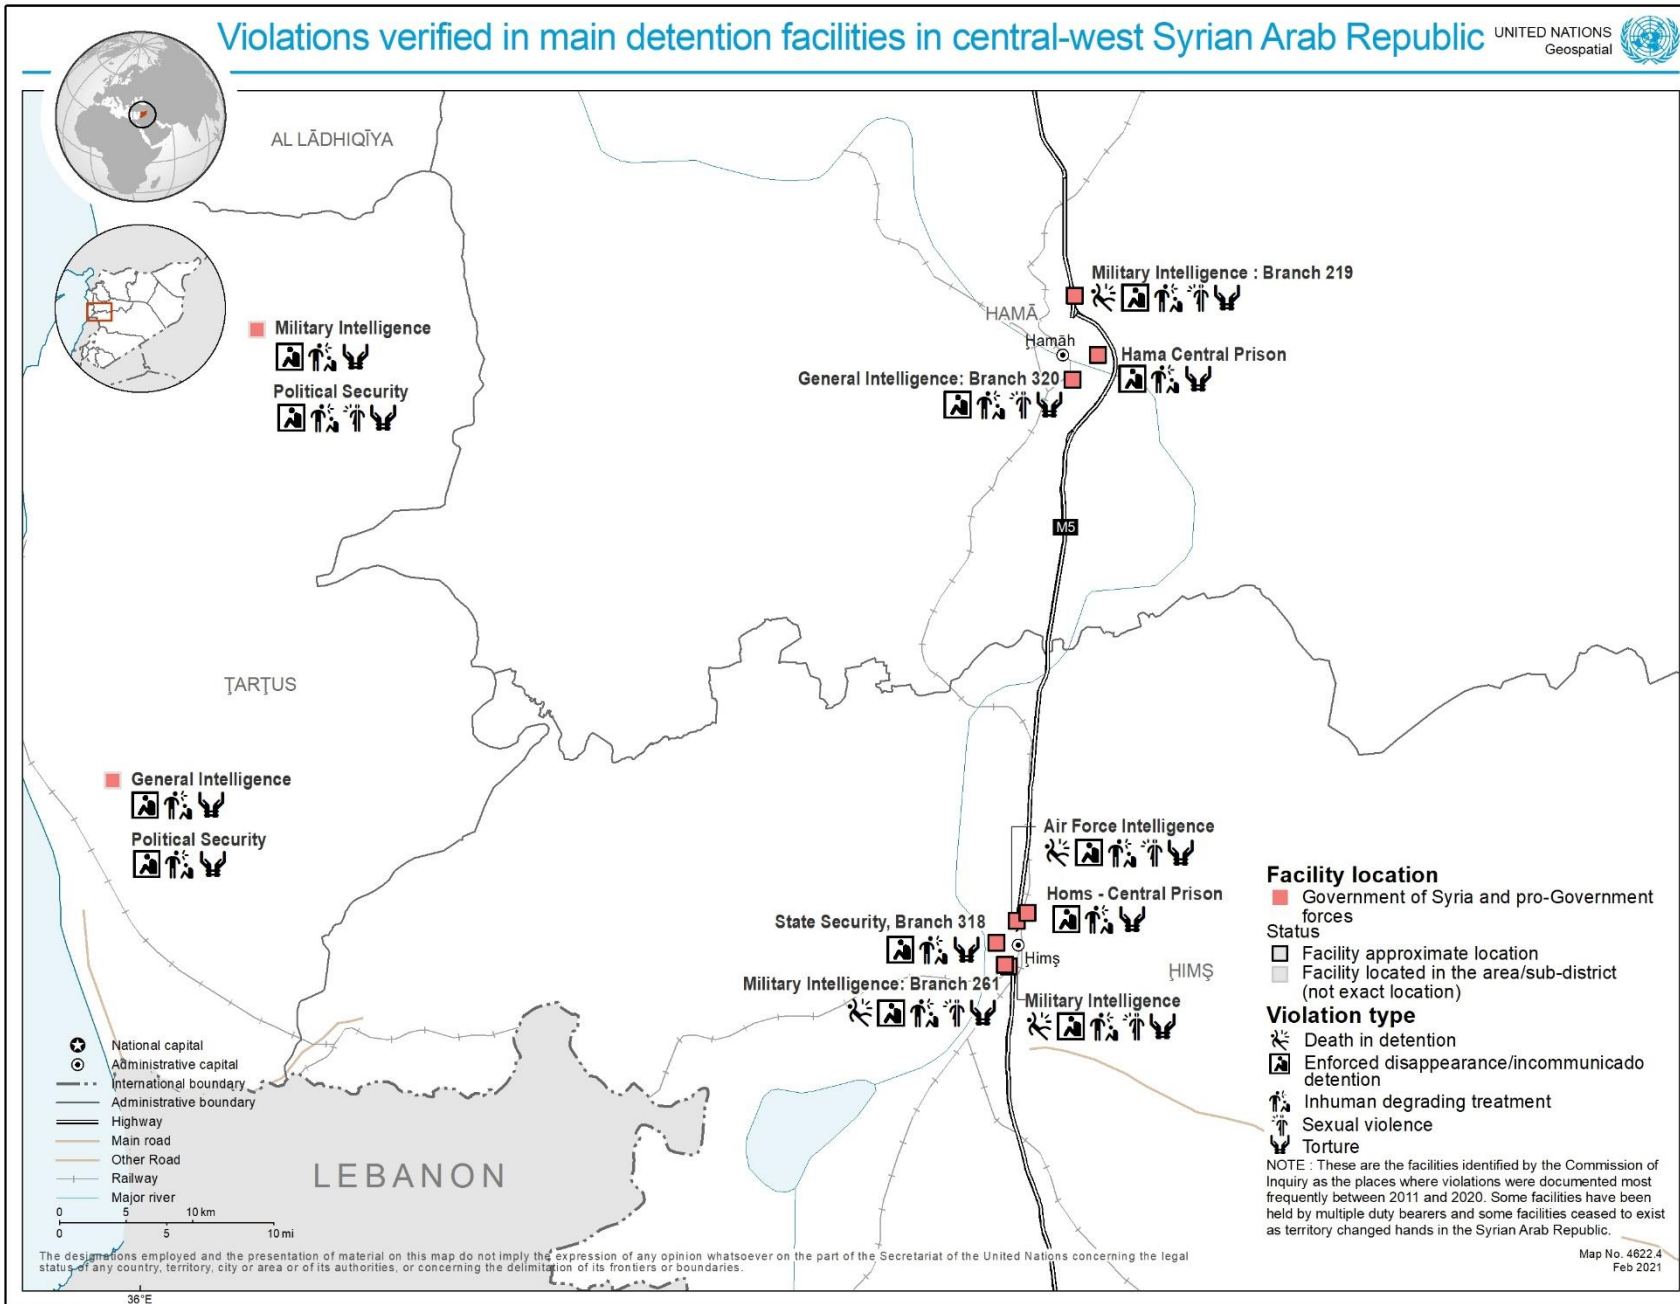 Violations verified in main detention facilities in central-west Syrian Arab Republic
UNITED NATIONS
Geospatial
AL LĀDHIQĪYA
Military Intelligence : Branch 219
HAMĀ
Ḩamāh
Hama Central Prison
General Intelligence: Branch 320
Military Intelligence
Political Security
M5
ŢARŢUS
General Intelligence
Political Security
Air Force Intelligence
Homs - Central Prison
State Security, Branch 318
Ḩimş
ḨIMŞ
Military Intelligence: Branch 261
Military Intelligence
LEBANON
Facility location
Government of Syria and pro-Government
forces
Status
Facility approximate location
Facility located in the area/sub-district
(not exact location)
Violation type
Death in detention
Enforced disappearance/incommunicado
detention
Inhuman degrading treatment
Sexual violence
Torture
NOTE : These are the facilities identified by the Commission of
Inquiry as the places where violations were documented most
frequently between 2011 and 2020. Some facilities have been
held by multiple duty bearers and some facilities ceased to exist
as territory changed hands in the Syrian Arab Republic.
National capital
Administrative capital
International boundary
Administrative boundary
Highway
Main road
Other Road
Railway
Major river
0 5 10 km
0 5 10 mi
The designations employed and the presentation of material on this map do not imply the expression of any opinion whatsoever on the part of the Secretariat of the United Nations concerning the legal
status of any country, territory, city or area or of its authorities, or concerning the delimitation of its frontiers or boundaries.
Map No. 4622.4
Feb 2021
36°E